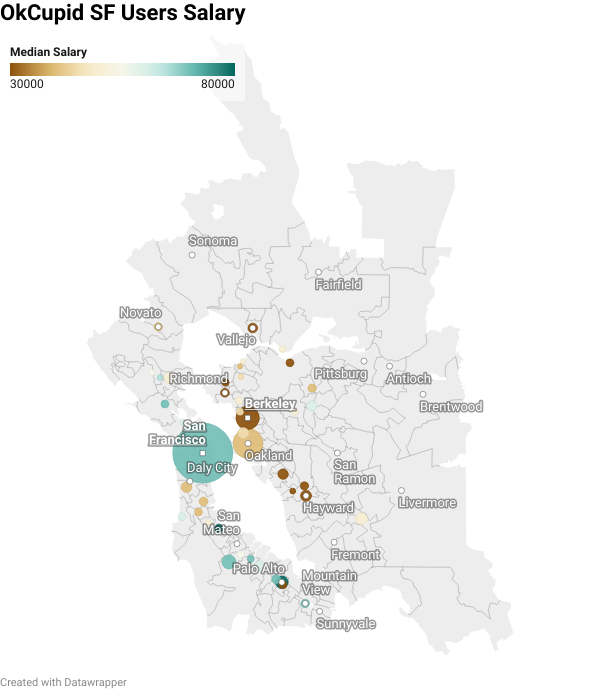 OkCupid SF Users Salary
Median Salary
30000 80000
Sonoma
Fairfield
Novato
Vallejo
Pittsburg
Antioch
Richmond
Brentwood
Berkeley
San
Francisco
Oakland
Daly City
San
Ramon
Livermore
Hayward
San
Mateo
Fremont
Palo Alto
Mountain
View
Sunnyvale
Created with Datawrapper